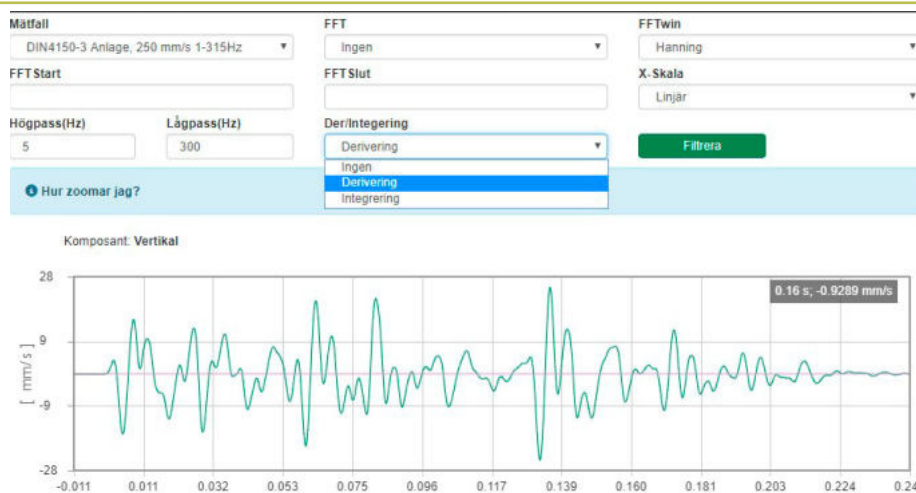 Mätfall
FFT
FFTwin
DIN4150-3 Anlage, 250 mm/s 1-315Hz
Ingen
Hanning
FFTStart
FFTSlut
X-Skala
Linjär
Högpass(Hz)
Lågpass(Hz)
Der/Integering
5
300
Derivering
Filtrera
Ingen
Derivering
Integrering
Hur zoomar jag?
Komposant: Vertikal
0.16 s; -0.9289 mm/s
[ mm/s ]
28
9
-9
-28
-0.011 0.011 0.032 0.053 0.075 0.096 0.117 0.139 0.160 0.181 0.203 0.224